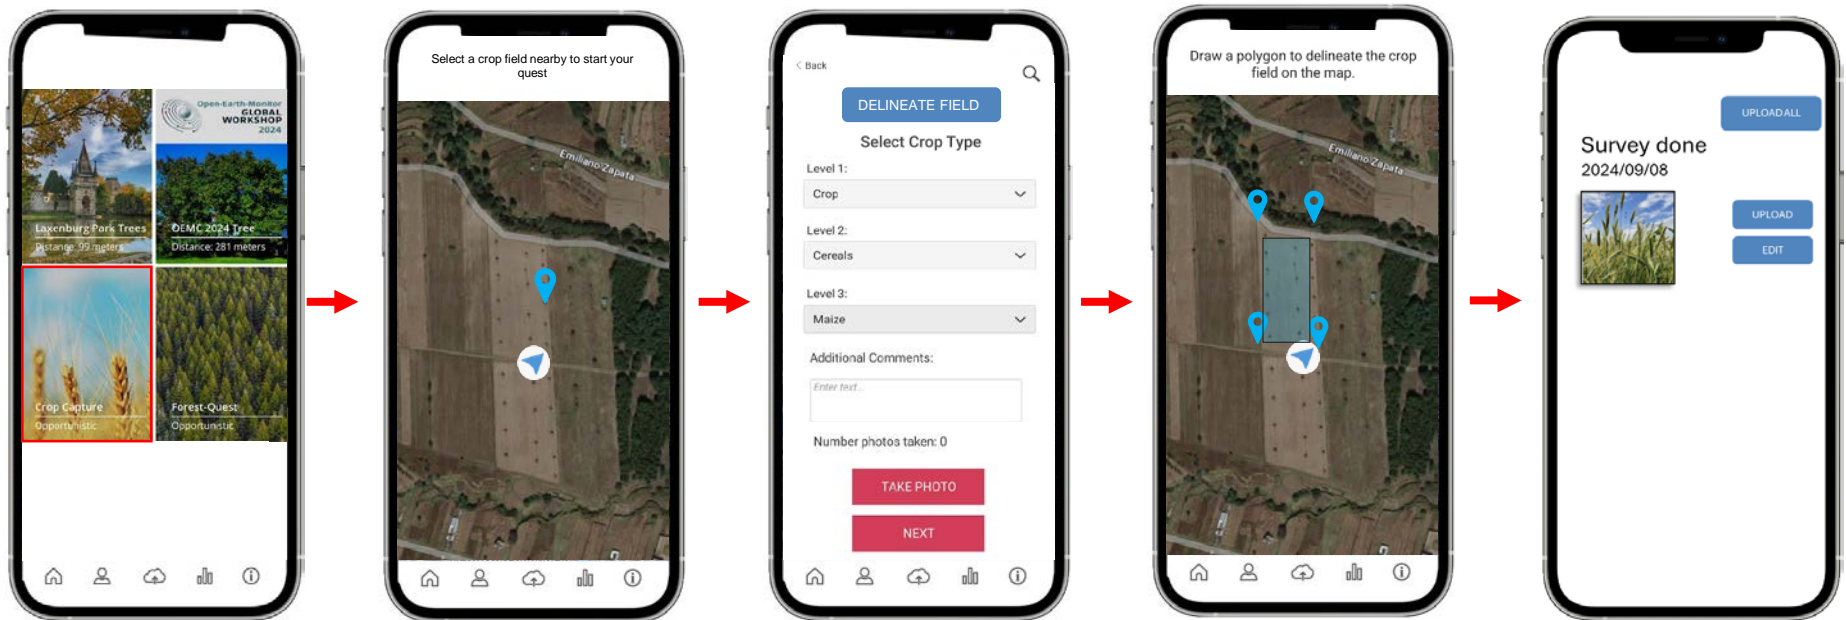 Open-Earth-Monitor
GLOBAL
WORKSHOP
2024
Laxenburg Park Trees
Distance: 99 meters
OEMC 2024 Tree
Distance: 281 meters
Crop Capture
Opportunistic
Forest-Quest
Opportunistic
Select a crop field nearby to start your
quest
Emiliano Zapata
< Back
DELINEATE FIELD
Select Crop Type
Level 1:
Crop
Level 2:
Cereals
Level 3:
Maize
Additional Comments:
Enter text...
Number photos taken: 0
TAKE PHOTO
NEXT
Draw a polygon to delineate the crop
field on the map.
Emiliano Zapata
UPLOAD ALL
Survey done
2024/09/08
UPLOAD
EDIT